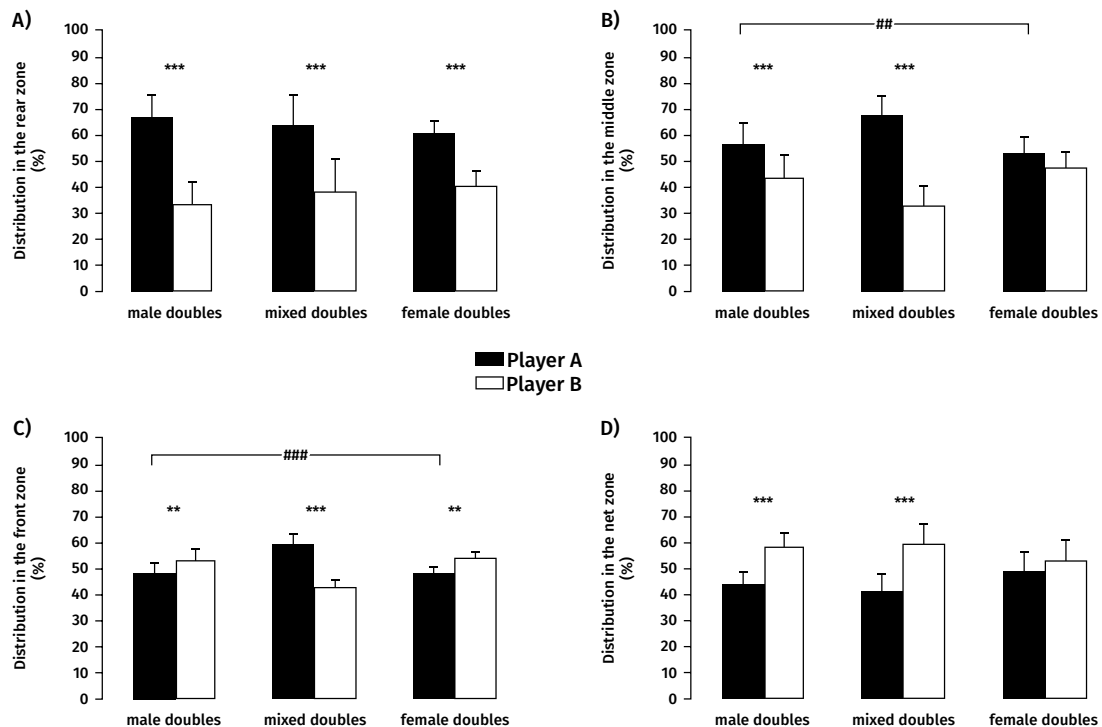 A)
Distribution in the rear zone
(%)
100
90
80
70
60
50
40
30
20
10
0
***
***
***
male doubles
mixed doubles
female doubles
B)
Distribution in the middle zone
(%)
100
90
80
70
60
50
40
30
20
10
0
##
***
***
male doubles
mixed doubles
female doubles
Player A
Player B
C)
Distribution in the front zone
(%)
100
90
80
70
60
50
40
30
20
10
0
###
**
***
**
male doubles
mixed doubles
female doubles
D)
Distribution in the net zone
(%)
100
90
80
70
60
50
40
30
20
10
0
***
***
male doubles
mixed doubles
female doubles